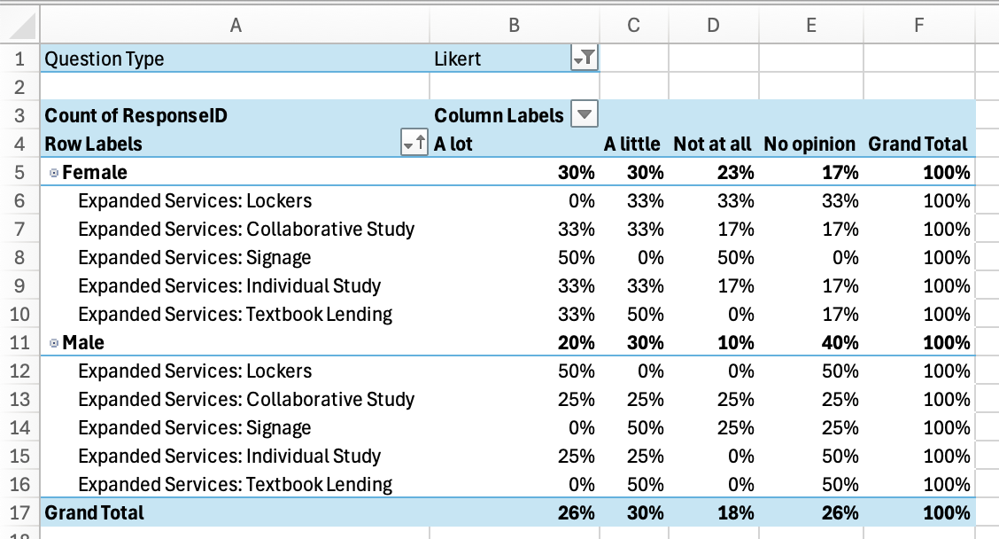 A B C D E F
1 Question Type Likert
2
3 Count of ResponseID Column Labels
4 Row Labels A lot A little Not at all No opinion Grand Total
5 Female 30% 30% 23% 17% 100%
6 Expanded Services: Lockers 0% 33% 33% 33% 100%
7 Expanded Services: Collaborative Study 33% 33% 17% 17% 100%
8 Expanded Services: Signage 50% 0% 50% 0% 100%
9 Expanded Services: Individual Study 33% 33% 17% 17% 100%
10 Expanded Services: Textbook Lending 33% 50% 0% 17% 100%
11 Male 20% 30% 10% 40% 100%
12 Expanded Services: Lockers 50% 0% 0% 50% 100%
13 Expanded Services: Collaborative Study 25% 25% 25% 25% 100%
14 Expanded Services: Signage 0% 50% 25% 25% 100%
15 Expanded Services: Individual Study 25% 25% 0% 50% 100%
16 Expanded Services: Textbook Lending 0% 50% 0% 50% 100%
17 Grand Total 26% 30% 18% 26% 100%